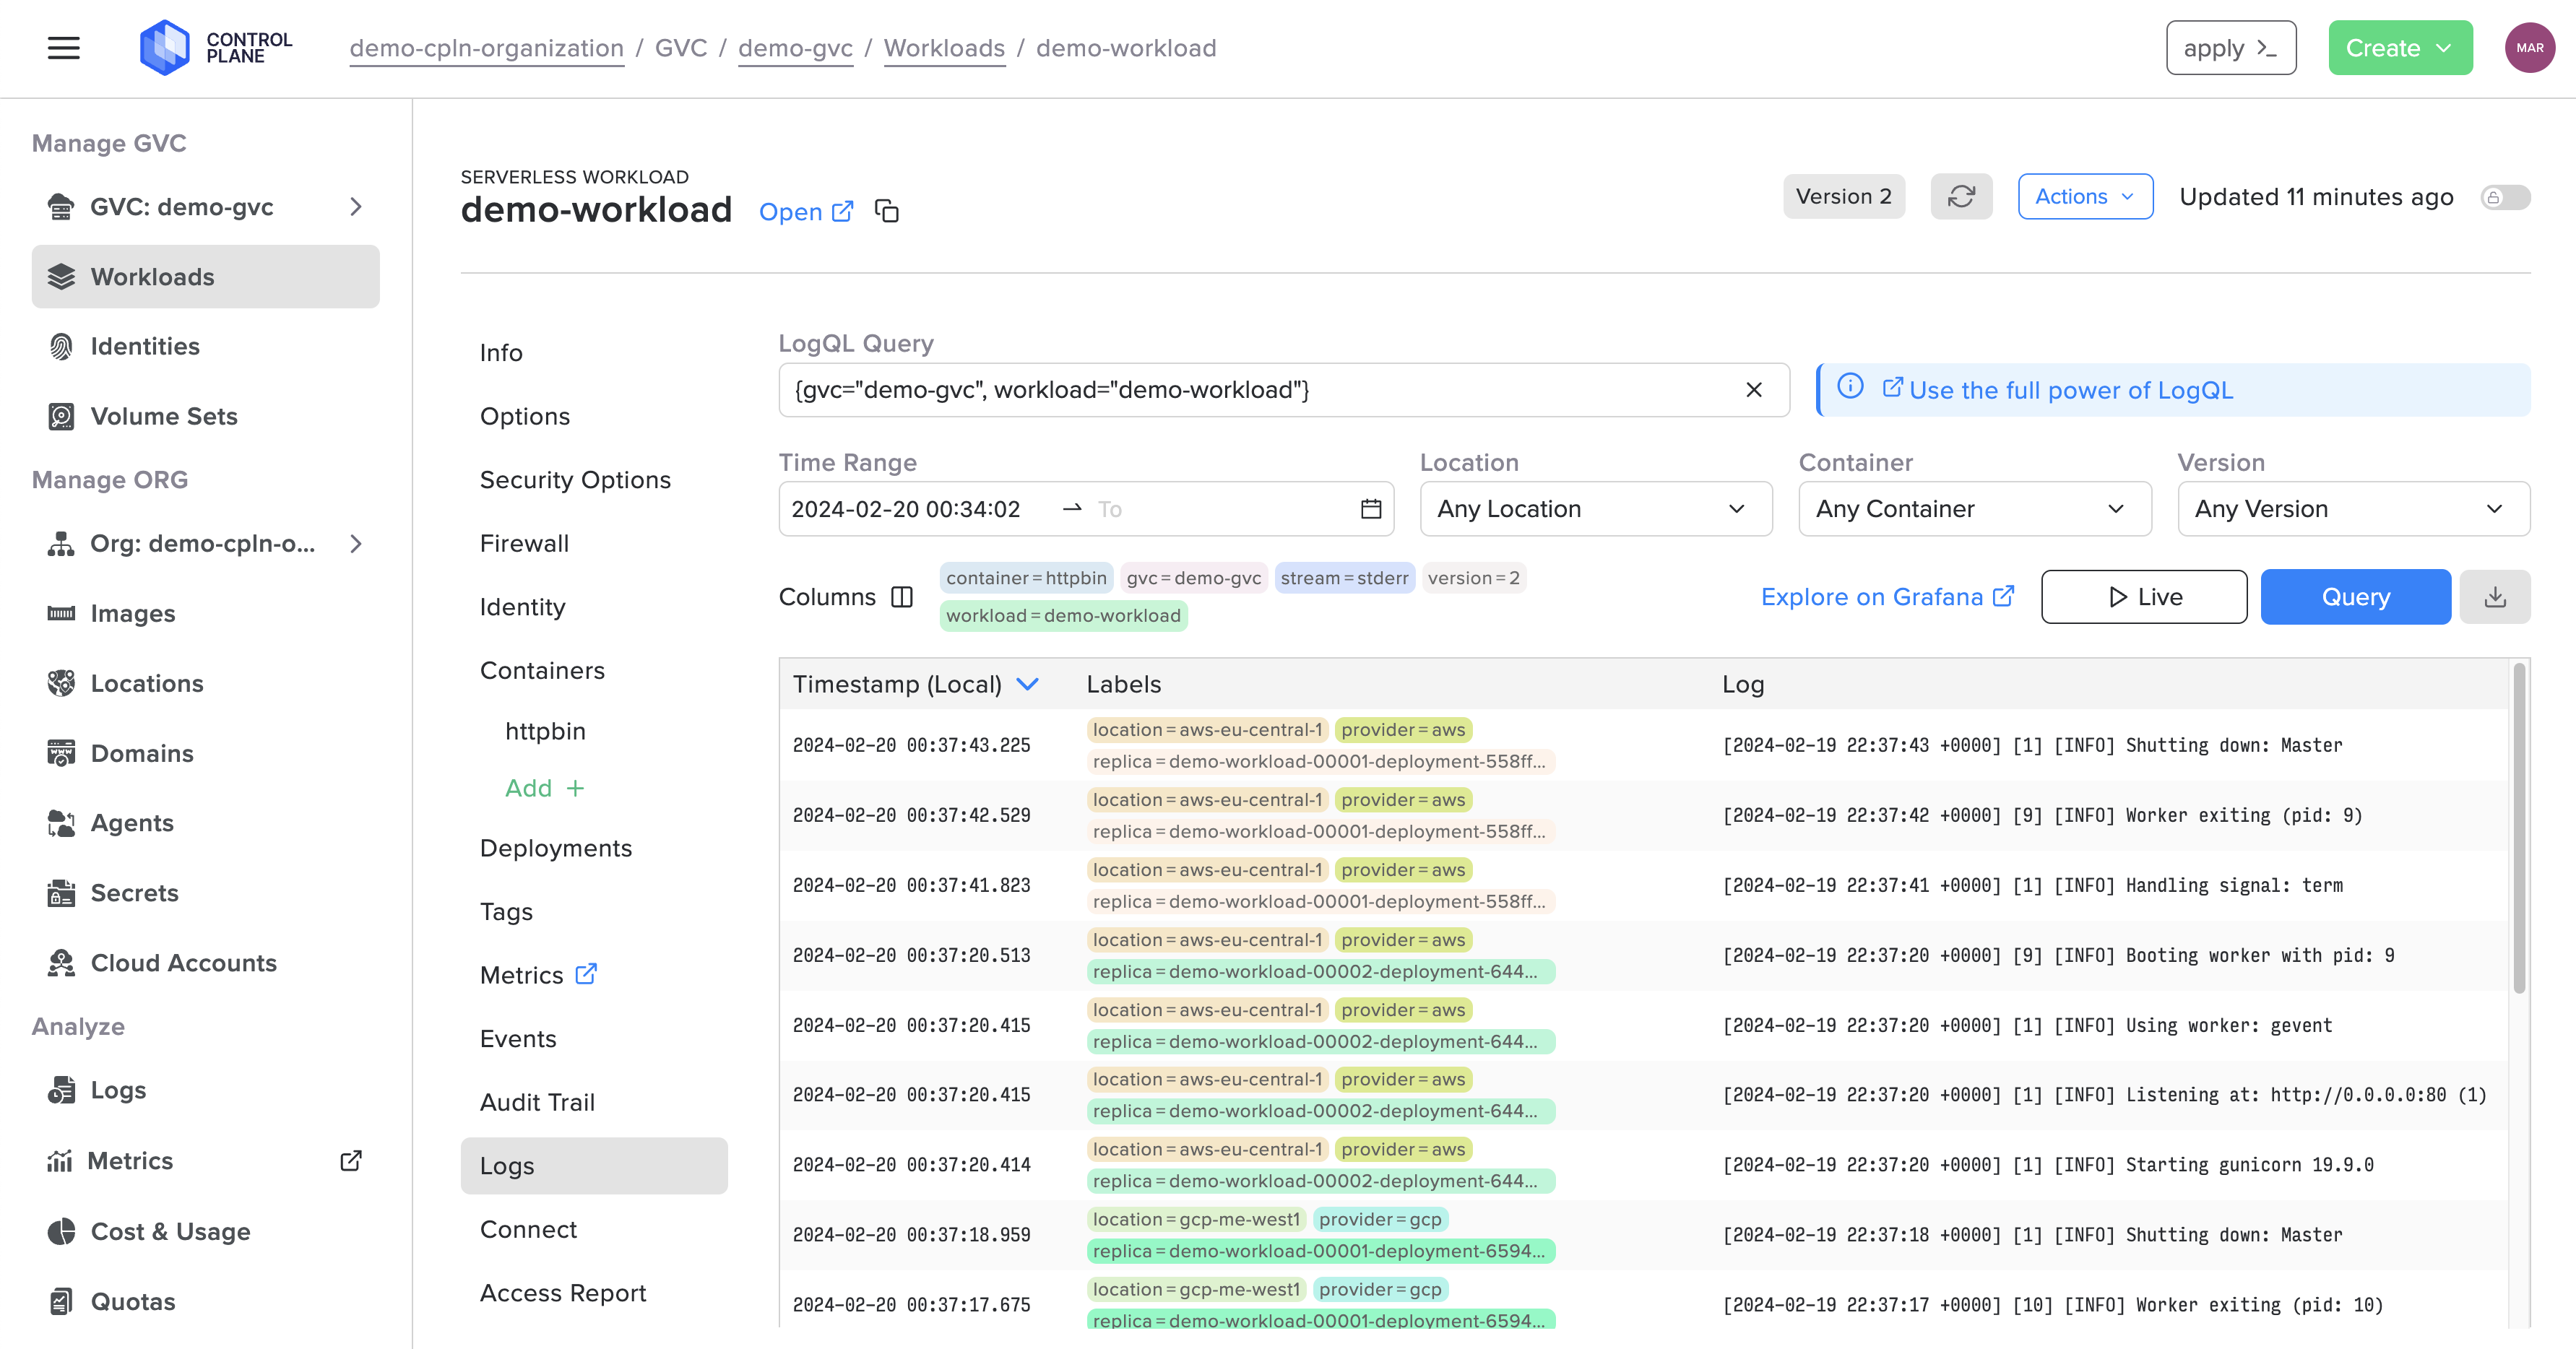 CONTROL
PLANE
demo-cpln-organization / GVC / demo-gvc / Workloads / demo-workload
apply >_
Create
MAR
Manage GVC
GVC: demo-gvc
Workloads
Identities
Volume Sets
Manage ORG
Org: demo-cpln-o...
Images
Locations
Domains
Agents
Secrets
Cloud Accounts
Analyze
Logs
Metrics
Cost & Usage
Quotas
SERVERLESS WORKLOAD
demo-workload
Open
Version 2
Actions
Updated 11 minutes ago
Info
Options
Security Options
Firewall
Identity
Containers
httpbin
Add +
Deployments
Tags
Metrics
Events
Audit Trail
Logs
Connect
Access Report
LogQL Query
{gvc="demo-gvc", workload="demo-workload"}
Use the full power of LogQL
Time Range
2024-02-20 00:34:02 → To
Location
Any Location
Container
Any Container
Version
Any Version
Columns
container=httpbin gvc=demo-gvc stream=stderr version=2
workload=demo-workload
Explore on Grafana
Live
Query
Timestamp (Local) Labels Log
2024-02-20 00:37:43.225
location=aws-eu-central-1 provider=aws
replica=demo-workload-00001-deployment-558ff...
[2024-02-19 22:37:43 +0000] [1] [INFO] Shutting down: Master
2024-02-20 00:37:42.529
location=aws-eu-central-1 provider=aws
replica=demo-workload-00001-deployment-558ff...
[2024-02-19 22:37:42 +0000] [9] [INFO] Worker exiting (pid: 9)
2024-02-20 00:37:41.823
location=aws-eu-central-1 provider=aws
replica=demo-workload-00001-deployment-558ff...
[2024-02-19 22:37:41 +0000] [1] [INFO] Handling signal: term
2024-02-20 00:37:20.513
location=aws-eu-central-1 provider=aws
replica=demo-workload-00002-deployment-644...
[2024-02-19 22:37:20 +0000] [9] [INFO] Booting worker with pid: 9
2024-02-20 00:37:20.415
location=aws-eu-central-1 provider=aws
replica=demo-workload-00002-deployment-644...
[2024-02-19 22:37:20 +0000] [1] [INFO] Using worker: gevent
2024-02-20 00:37:20.415
location=aws-eu-central-1 provider=aws
replica=demo-workload-00002-deployment-644...
[2024-02-19 22:37:20 +0000] [1] [INFO] Listening at: http://0.0.0.0:80 (1)
2024-02-20 00:37:20.414
location=aws-eu-central-1 provider=aws
replica=demo-workload-00002-deployment-644...
[2024-02-19 22:37:20 +0000] [1] [INFO] Starting gunicorn 19.9.0
2024-02-20 00:37:18.959
location=gcp-me-west1 provider=gcp
replica=demo-workload-00001-deployment-6594...
[2024-02-19 22:37:18 +0000] [1] [INFO] Shutting down: Master
2024-02-20 00:37:17.675
location=gcp-me-west1 provider=gcp
replica=demo-workload-00001-deployment-6594...
[2024-02-19 22:37:17 +0000] [10] [INFO] Worker exiting (pid: 10)